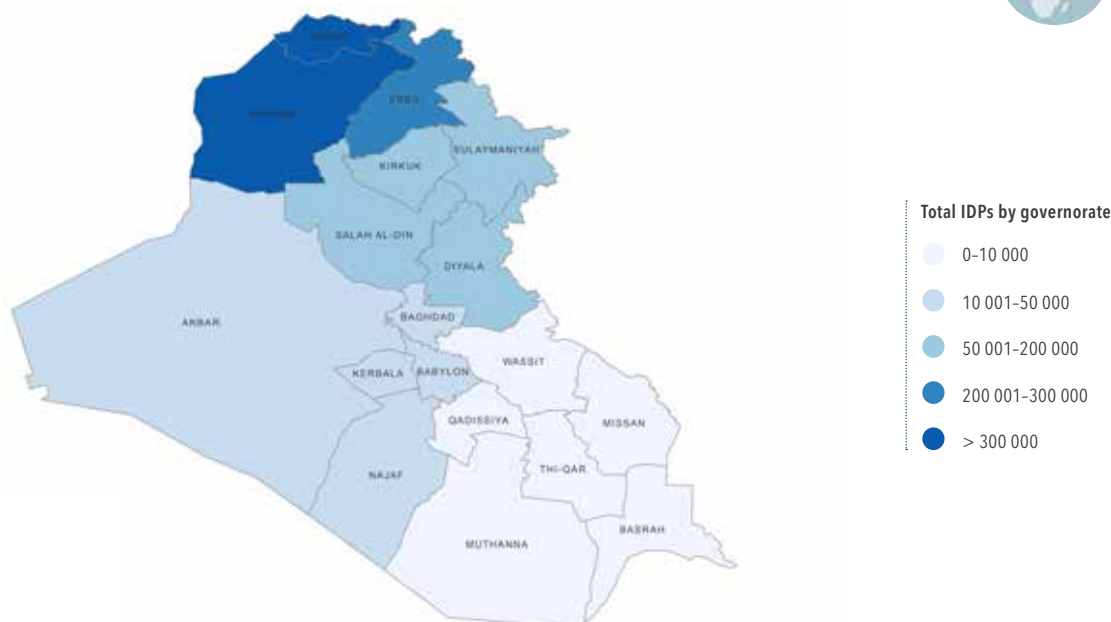 ERBIL
SULAYMANIYAH
KIRKUK
SALAH AL-DIN
DIYALA
ANBAR
BAGHDAD
WASSIT
KERBALA
BABYLON
QADISSIYA
MISSAN
NAJAF
THI-QAR
BASRAH
MUTHANNA
Total IDPs by governorate
0–10 000
10 001–50 000
50 001–200 000
200 001–300 000
> 300 000